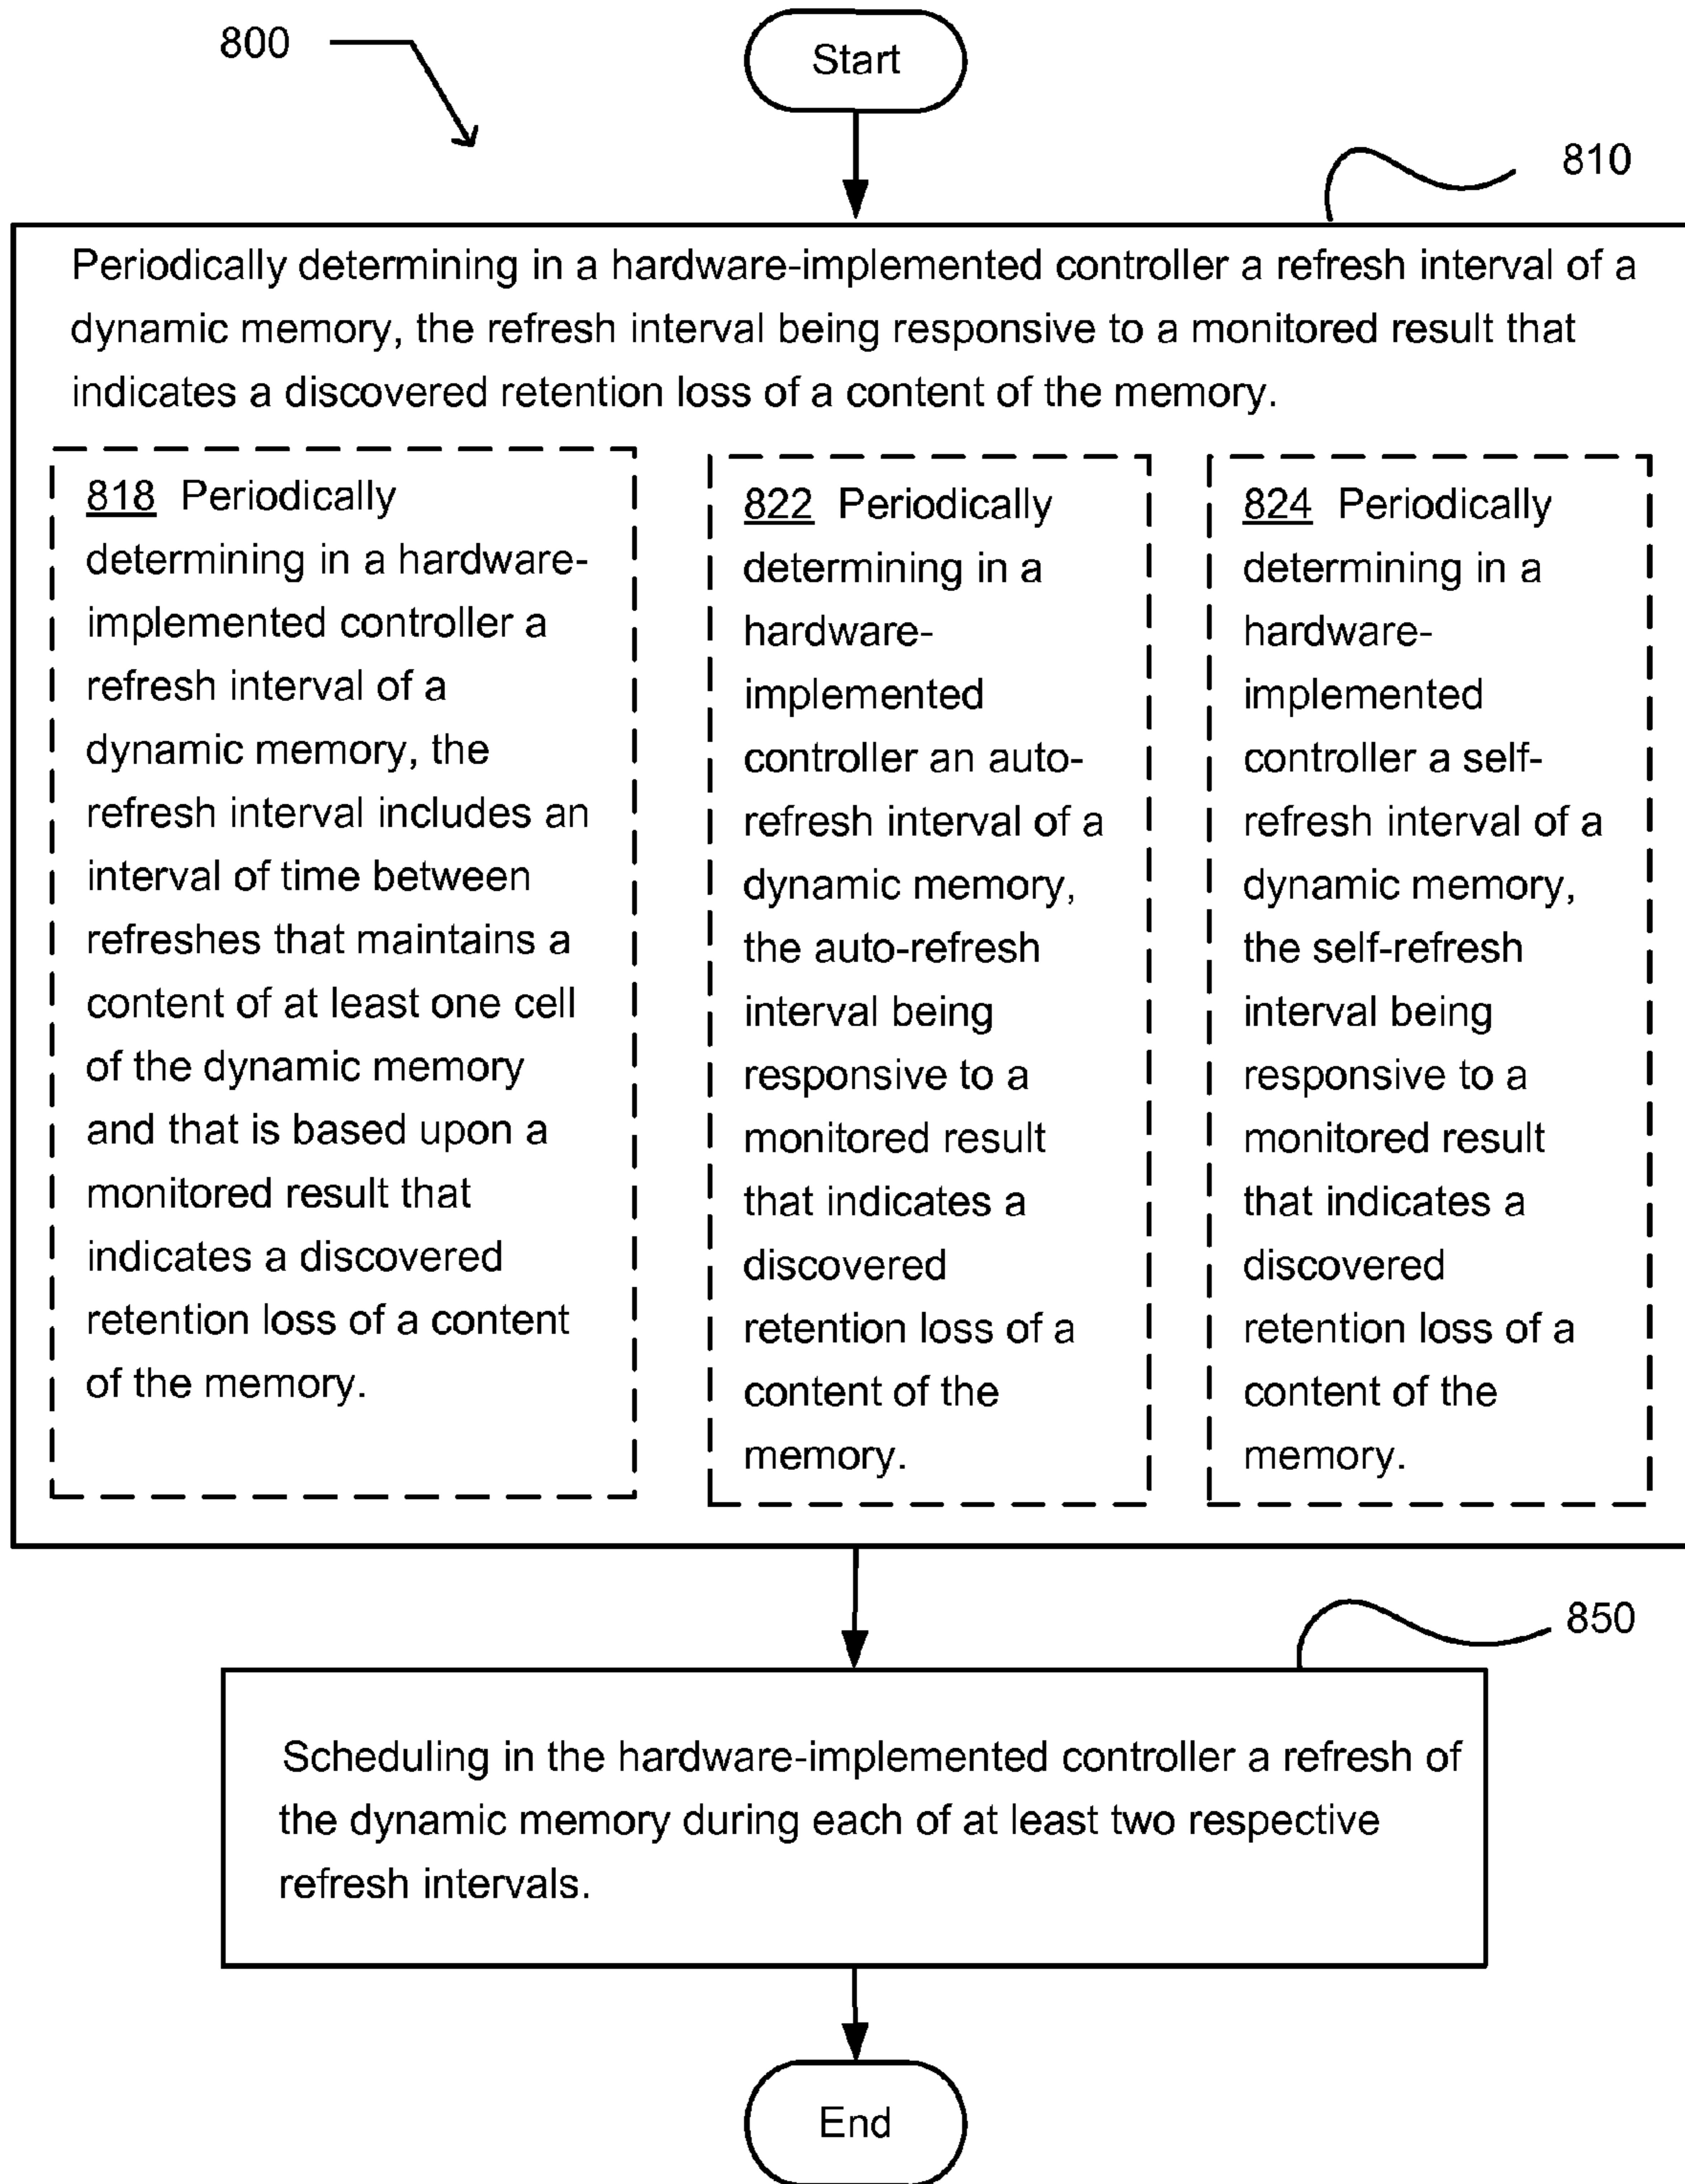 800
Start
810
Periodically determining in a hardware-implemented controller a refresh interval of a
dynamic memory, the refresh interval being responsive to a monitored result that
indicates a discovered retention loss of a content of the memory.
818 Periodically
determining in a hardware-
implemented controller a
refresh interval of a
dynamic memory, the
refresh interval includes an
interval of time between
refreshes that maintains a
content of at least one cell
of the dynamic memory
and that is based upon a
monitored result that
indicates a discovered
retention loss of a content
of the memory.
822 Periodically
determining in a
hardware-
implemented
controller an auto-
refresh interval of a
dynamic memory,
the auto-refresh
interval being
responsive to a
monitored result
that indicates a
discovered
retention loss of a
content of the
memory.
824 Periodically
determining in a
hardware-
implemented
controller a self-
refresh interval of a
dynamic memory,
the self-refresh
interval being
responsive to a
monitored result
that indicates a
discovered
retention loss of a
content of the
memory.
850
Scheduling in the hardware-implemented controller a refresh of
the dynamic memory during each of at least two respective
refresh intervals.
End